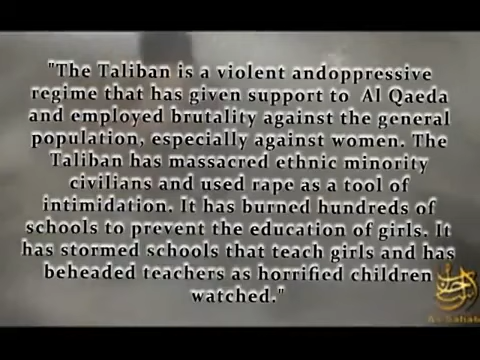 "The Taliban is a violent andoppressive
regime that has given support to Al Qaeda
and employed brutality against the general
population, especially against women. The
Taliban has massacred ethnic minority
civilians and used rape as a tool of
intimidation. It has burned hundreds of
schools to prevent the education of girls. It
has stormed schools that teach girls and has
beheaded teachers as horrified children
watched."